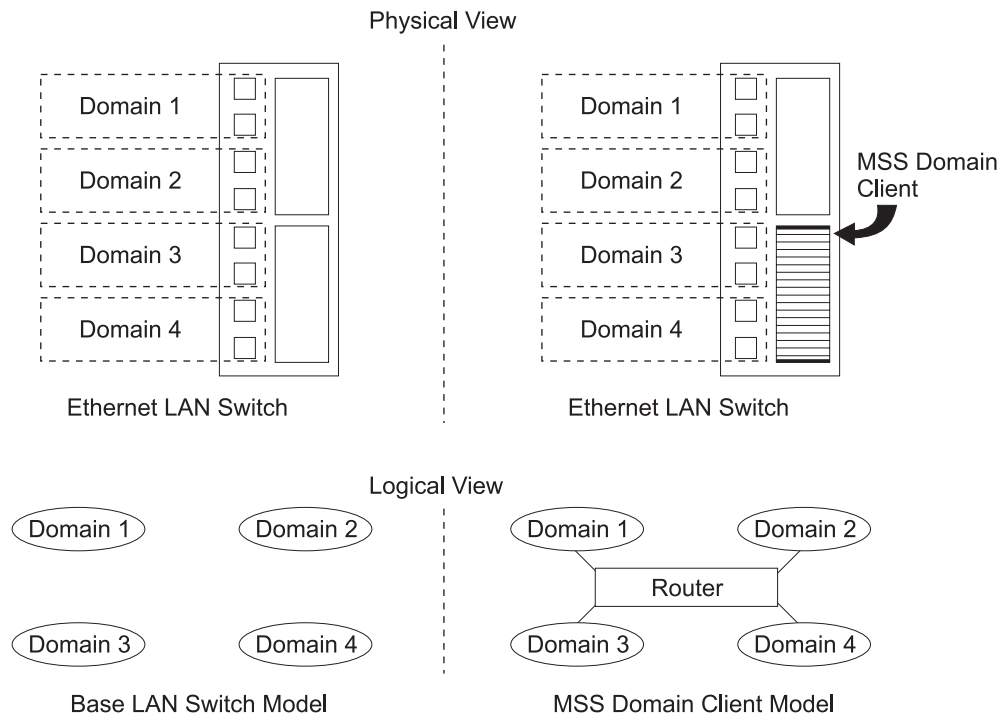 Physical View
Domain 1
Domain 2
Domain 3
Domain 4
Ethernet LAN Switch
Domain 1
Domain 2
Domain 3
Domain 4
MSS Domain
Client
Ethernet LAN Switch
Logical View
Domain 1
Domain 2
Domain 3
Domain 4
Base LAN Switch Model
Domain 1
Domain 2
Router
Domain 3
Domain 4
MSS Domain Client Model